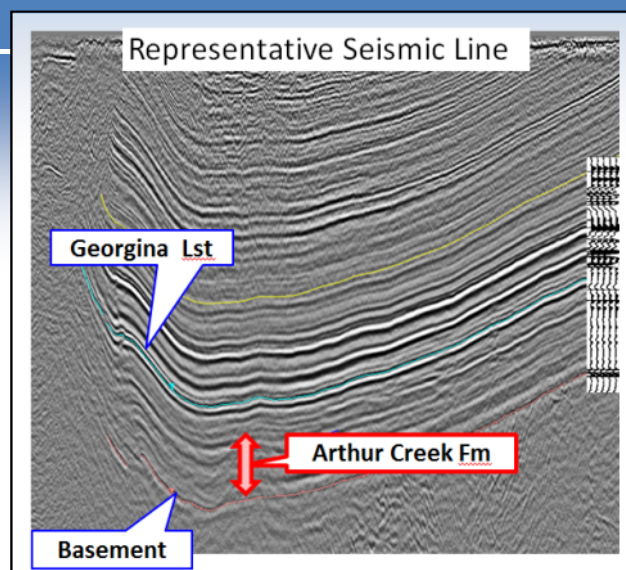 Representative Seismic Line
Georgina Lst
Arthur Creek Fm
Basement